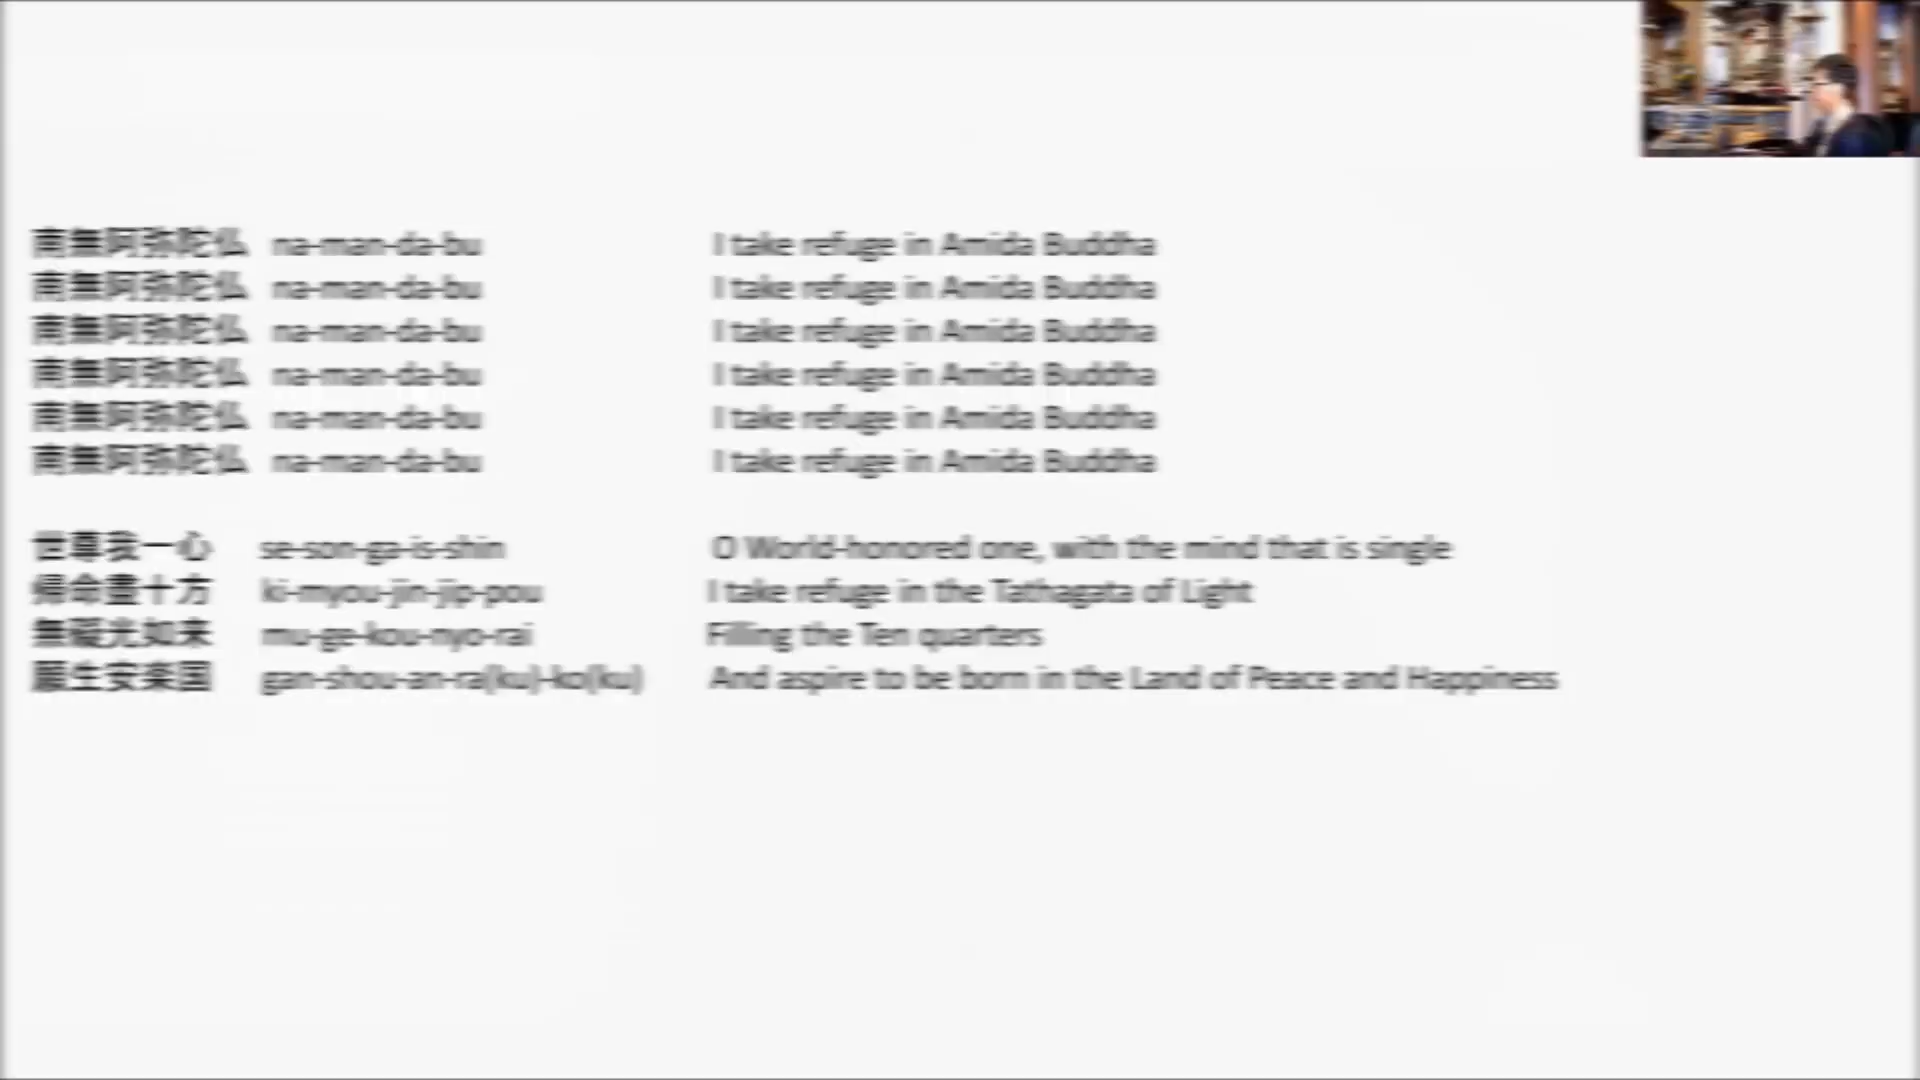 南無阿弥陀仏 na-man-da-bu I take refuge in Amida Buddha
南無阿弥陀仏 na-man-da-bu I take refuge in Amida Buddha
南無阿弥陀仏 na-man-da-bu I take refuge in Amida Buddha
南無阿弥陀仏 na-man-da-bu I take refuge in Amida Buddha
南無阿弥陀仏 na-man-da-bu I take refuge in Amida Buddha
南無阿弥陀仏 na-man-da-bu I take refuge in Amida Buddha
世尊我一心 se-son-ga-is-shin O World-honored one, with the mind that is single
帰命盡十方 ki-myou-jin-jip-pou I take refuge in the Tathagata of Light
無礙光如来 mu-ge-kou-nyo-rai Filling the Ten quarters
願生安楽国 gan-shou-an-ra(ku)-ko(ku) And aspire to be born in the Land of Peace and Happiness